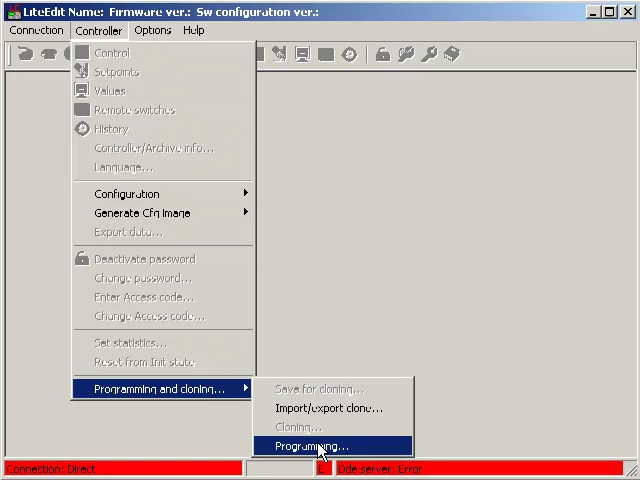 LiteEdit Name: Firmware ver.: Sw configuration ver.:
Connection Controller Options Help
Control
Setpoints
Values
Remote switches
History
Controller/Archive info...
Language...
Configuration
Generate Cfg Image
Export data...
Deactivate password
Change password...
Enter Access code...
Change Access code...
Set statistics...
Reset from Init state
Programming and cloning...
Save for cloning...
Import/export clone...
Cloning...
Programming...
Connection: Direct E Dde server: Error